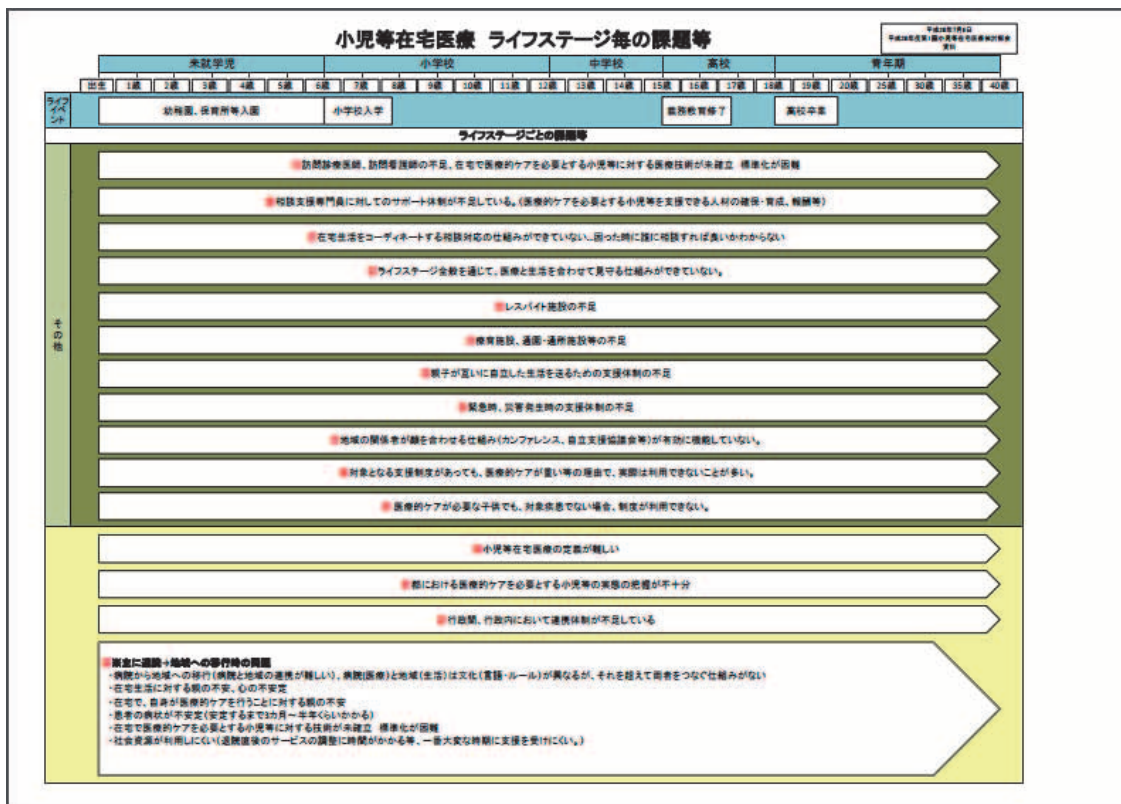 小児等在宅医療 ライフステージ毎の課題等
平成28年7月8日
資料
未就学児 小学校 中学校 高校 青年期
出生 1歳 2歳 3歳 4歳 5歳 6歳 7歳 8歳 9歳 10歳 11歳 12歳 13歳 14歳 15歳 16歳 17歳 18歳 19歳 20歳 25歳 30歳 35歳 40歳
ライフイベント
幼稚園、保育所等入園 小学校入学 義務教育修了 高校卒業
ライフステージごとの課題等
その他
訪問診療医師、訪問看護師の不足、在宅で医療的ケアを必要とする小児等に対する医療技術が未確立 標準化が困難
相談支援専門員に対してのサポート体制が不足している。(医療的ケアを必要とする小児等を支援できる人材の確保・育成、報酬等)
在宅生活をコーディネートする相談対応の仕組みができていない…困った時に誰に相談すれば良いかわからない
ライフステージ全般を通じて、医療と生活を合わせて見守る仕組みができていない。
レスパイト施設の不足
療育施設、通園・通所施設等の不足
親子が互いに自立した生活を送るための支援体制の不足
緊急時、災害発生時の支援体制の不足
地域の関係者が顔を合わせる仕組み(カンファレンス、自立支援協議会等)が有効に機能していない。
対象となる支援制度があっても、医療的ケアが重い等の理由で、実際は利用できないことが多い。
医療的ケアが必要な子供でも、対象疾患でない場合、制度が利用できない。
小児等在宅医療の定義が難しい
都における医療的ケアを必要とする小児等の実態の把握が不十分
行政間、行政内において連携体制が不足している
※主に退院→地域への移行時の問題
・病院から地域への移行(病院と地域の連携が難しい)、病院(医療)と地域(生活)は文化(言語・ルール)が異なるが、それを超えて両者をつなぐ仕組みがない
・在宅生活に対する親の不安、心の不安定
・在宅で、自身が医療的ケアを行うことに対する親の不安
・患者の病状が不安定(安定するまで3カ月～半年くらいかかる)
・在宅で医療的ケアを必要とする小児等に対する技術が未確立 標準化が困難
・社会資源が利用しにくい(退院直後のサービスの調整に時間がかかる等、一番大変な時期に支援を受けにくい。)